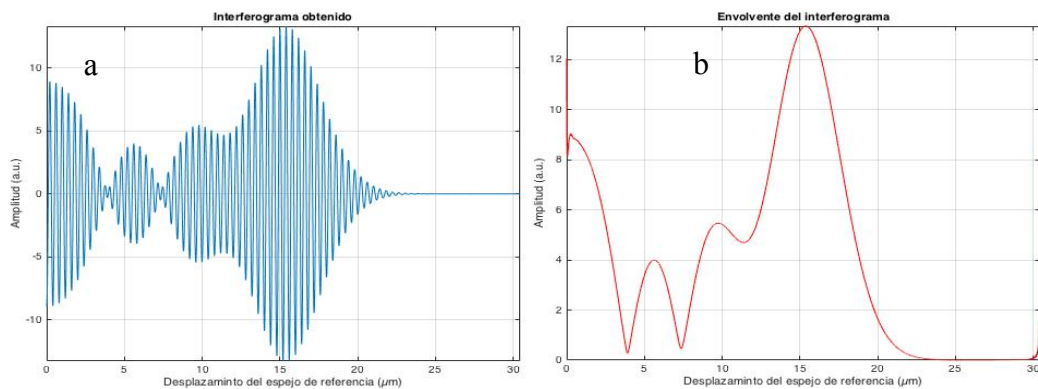 Interferograma obtenido
a
10
5
0
-5
-10
Amplitud (a.u.)
0 5 10 15 20 25 30
Desplazaminto del espejo de referencia (μm)
Envolvente del interferograma
b
12
10
8
6
4
2
0
Amplitud (a.u.)
0 5 10 15 20 25 30
Desplazaminto del espejo de referencia (μm)